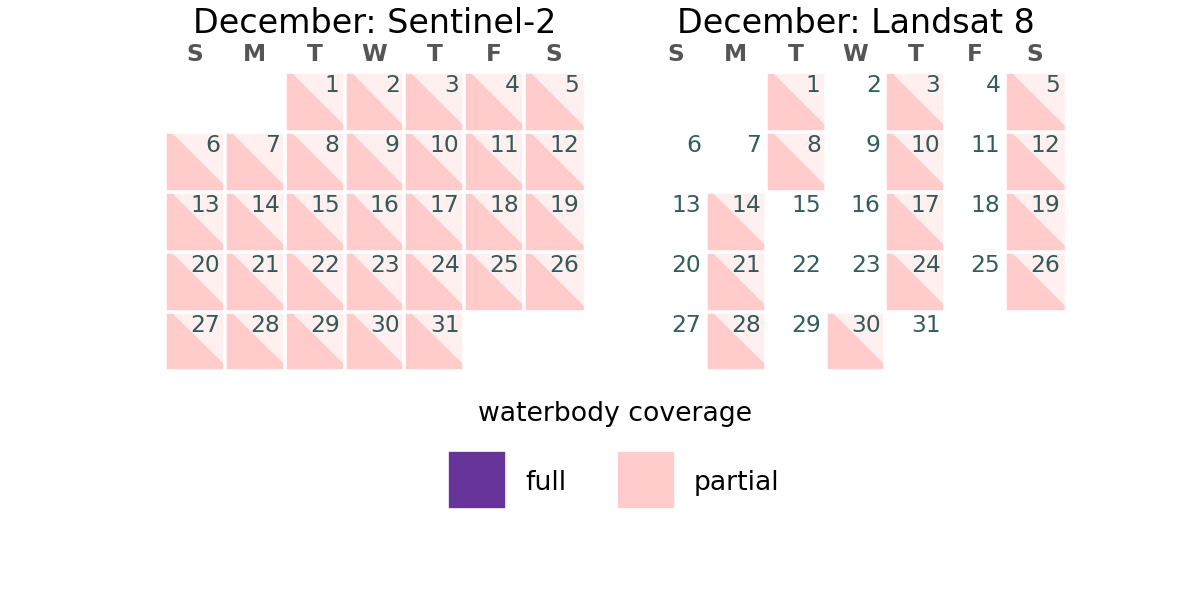 December: Sentinel-2
S M T W T F S
1 2 3 4 5
6 7 8 9 10 11 12
13 14 15 16 17 18 19
20 21 22 23 24 25 26
27 28 29 30 31
December: Landsat 8
S M T W T F S
1 2 3 4 5
6 7 8 9 10 11 12
13 14 15 16 17 18 19
20 21 22 23 24 25 26
27 28 29 30 31
waterbody coverage
full partial